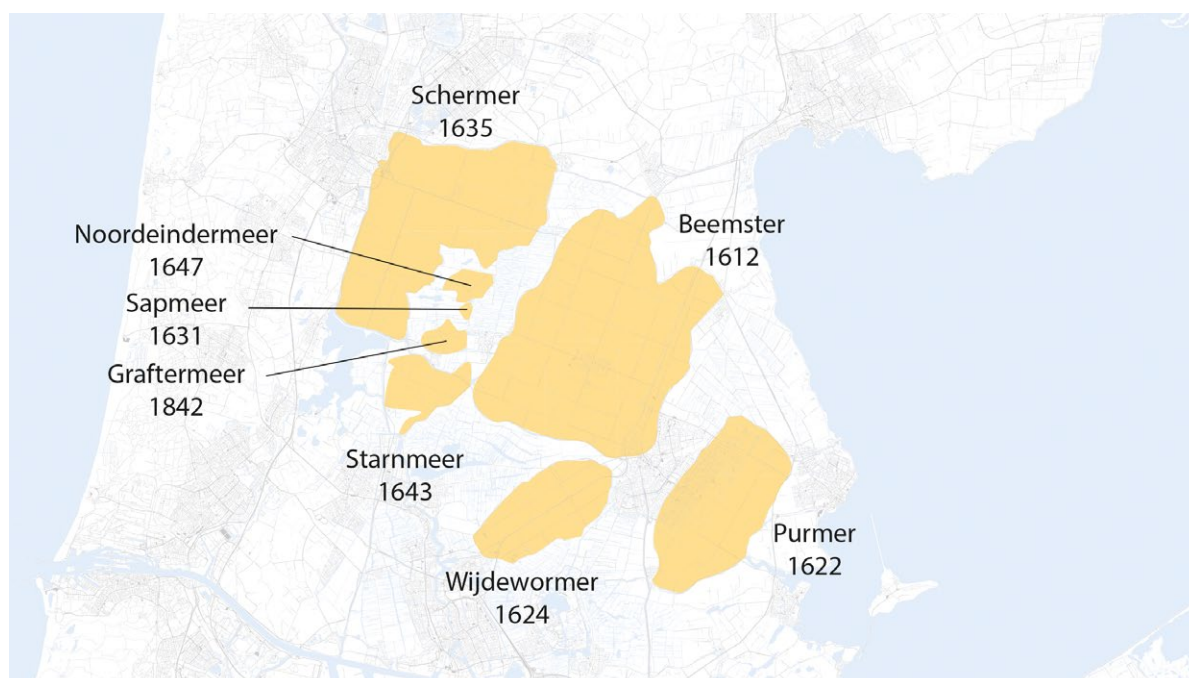 Schermer
1635
Noordeindermeer
1647
Beemster
1612
Sapmeer
1631
Graftermeer
1842
Starnmeer
1643
Purmer
1622
Wijdewormer
1624